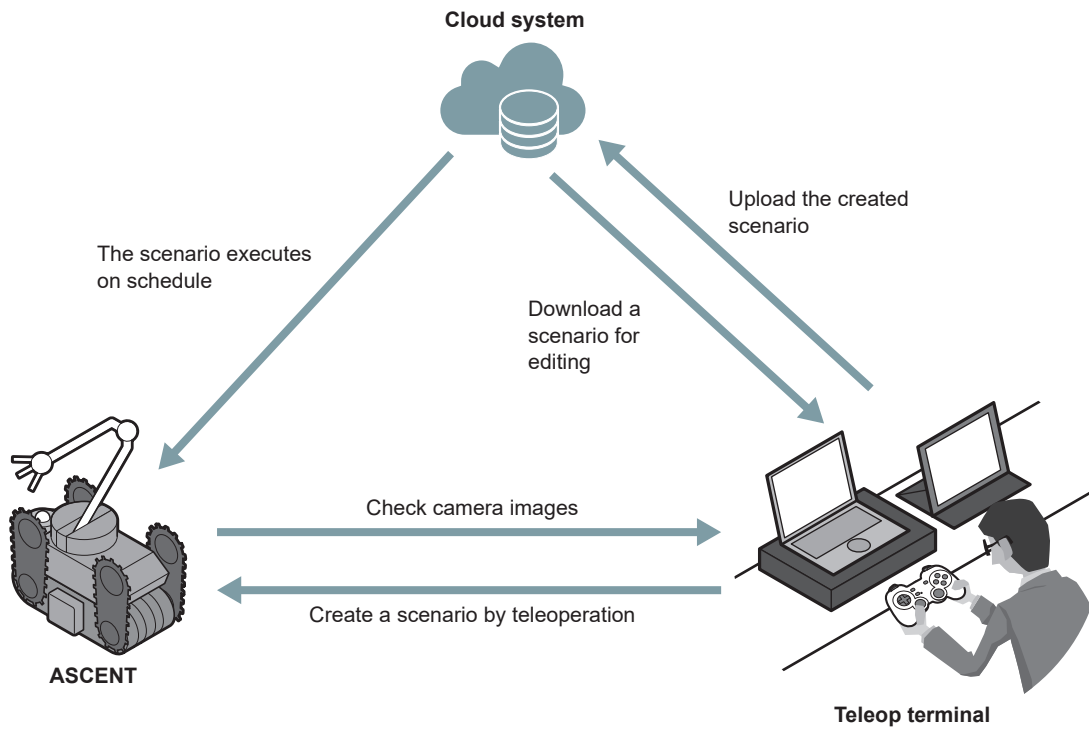 Cloud system
Upload the created
scenario
The scenario executes
on schedule
Download a
scenario for
editing
Check camera images
Create a scenario by teleoperation
ASCENT
Teleop terminal